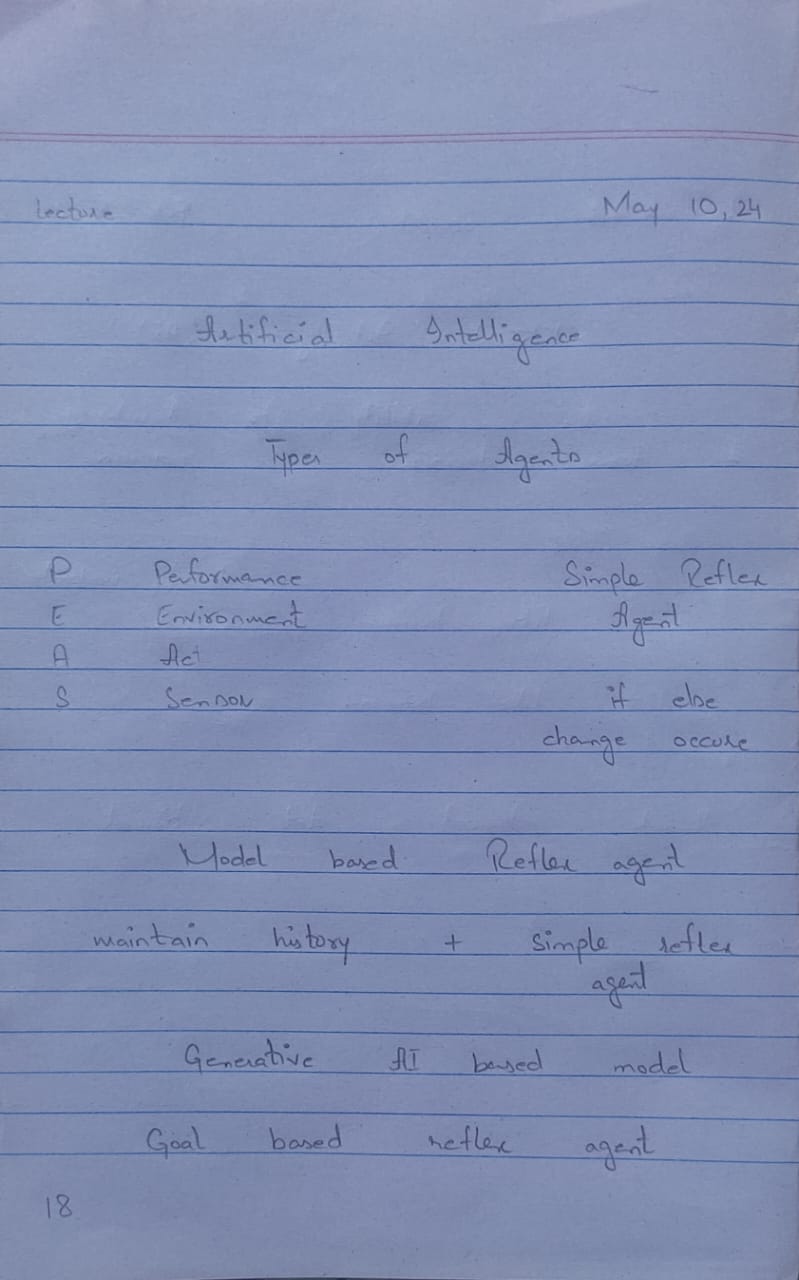 Lecture May 10, 24
Artificial Intelligence
Types of Agents
P Performance Simple Reflex
E Environment Agent
A Act
S Sensor if else
change occure
Model based Reflex agent
maintain history + simple reflex
agent
Generative AI based model
Goal based reflex agent
18